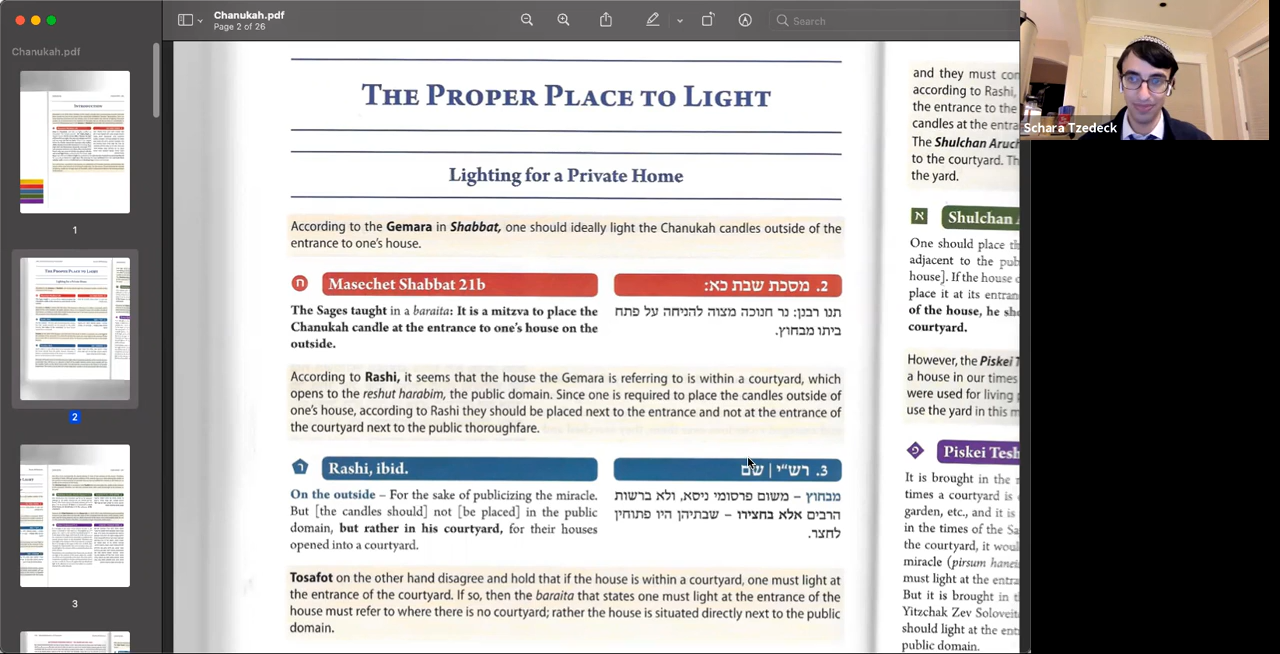 Chanukah.pdf
Page 2 of 26
Search
Chanukah.pdf
1
2
3
Schara Tzedeck
THE PROPER PLACE TO LIGHT
Lighting for a Private Home
According to the Gemara in Shabbat, one should ideally light the Chanukah candles outside of the
entrance to one's house.
ח Masechet Shabbat 21b
The Sages taught in a baraita: It is a mitzva to place the
Chanukah candle at the entrance to one's house on the
outside.
2. מסכת שבת כא:
תנו רבנן: נר חנוכה מצוה להניחה על פתח
ביתו מבחוץ.
According to Rashi, it seems that the house the Gemara is referring to is within a courtyard, which
opens to the reshut harabim, the public domain. Since one is required to place the candles outside of
one's house, according to Rashi they should be placed next to the entrance and not at the entrance of
the courtyard next to the public thoroughfare.
ר Rashi, ibid.
On the outside – For the sake of publicizing the miracle.
But [the candles should] not [be placed] in the public
domain, but rather in his courtyard, for their houses
opened into a courtyard.
3. רש"י | שם
מבחוץ – משום פרסומי ניסא, ולא ברשות
הרבים אלא בחצירו – שבתיהן היו פתוחין
לחצר.
Tosafot on the other hand disagree and hold that if the house is within a courtyard, one must light at
the entrance of the courtyard. If so, then the baraita that states one must light at the entrance of the
house must refer to where there is no courtyard; rather the house is situated directly next to the public
domain.
and they must con
according to Rashi,
the entrance to the
candles at the entra
The Shulchan Aruc
to the courtyard. Th
the yard.
א Shulchan
One should place th
adjacent to the pub
house]. If the house o
place it at its entran
of the house, he sho
courtyard.
However, the Piskei T
a house in our times
were used for living
use the yard in this m
פ Piskei Tesh
It is brought in the
times a courtyard is
garden, etc., and it is
in the times of the Sa
the courtyard, it woul
miracle (pirsum hanei
must light at the entra
But it is brought in t
Yitzchak Zev Soloveit
should light at the ent
public domain.